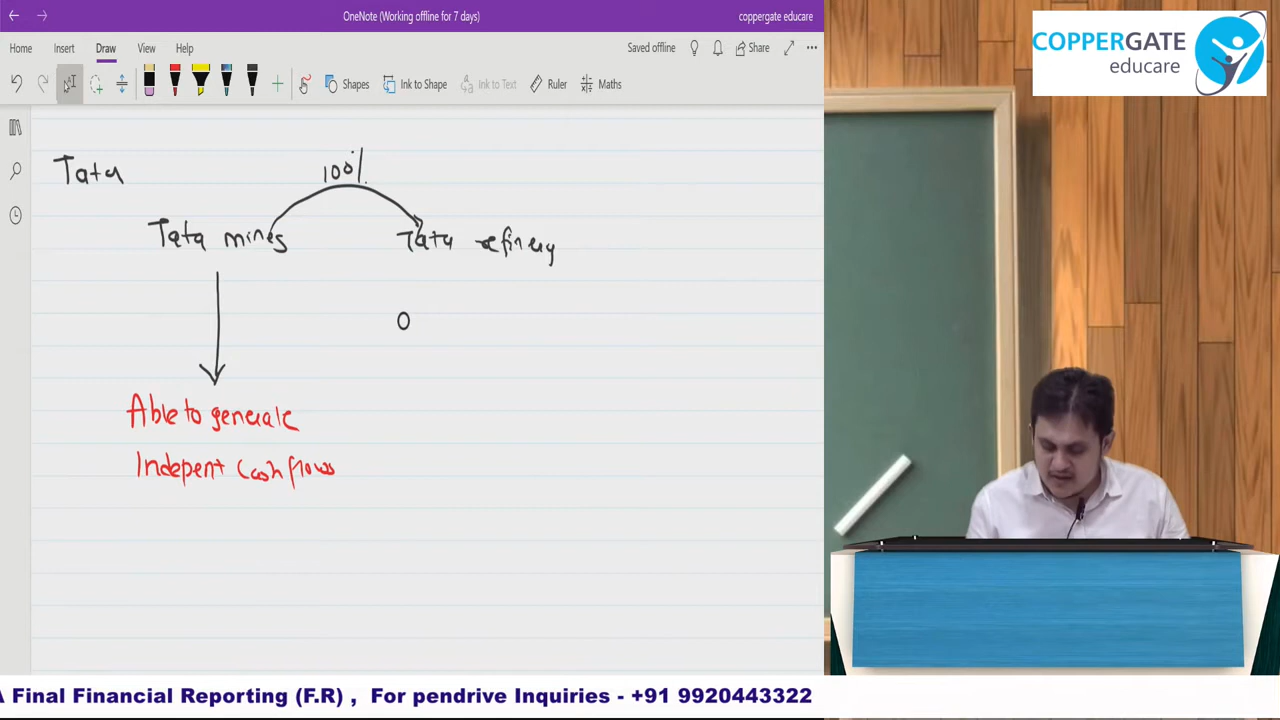 OneNote (Working offline for 7 days)
coppergate educare
Home Insert Draw View Help
Saved offline
Share
Shapes
Ink to Shape
Ink to Text
Ruler
Maths
COPPERGATE
educare
Tata
100%
Tata mines
Tata refinery
0
Able to generate
Indepent Cash flows
A Final Financial Reporting (F.R) , For pendrive Inquiries - +91 9920443322